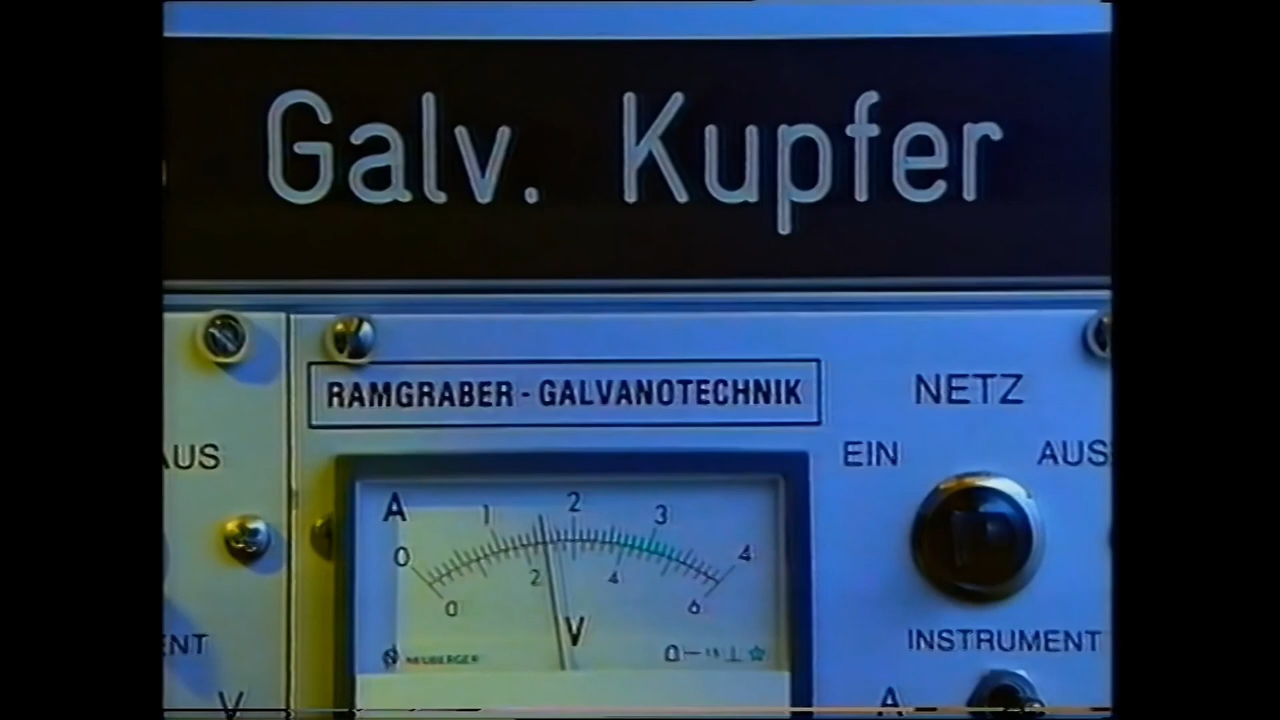 Galv. Kupfer
RAMGRABER - GALVANOTECHNIK
NETZ
EIN AUS
AUS
A
0 1 2 3 4
0 2 4 6
V
NEUBERGER
INSTRUMENT
ENT
A
V